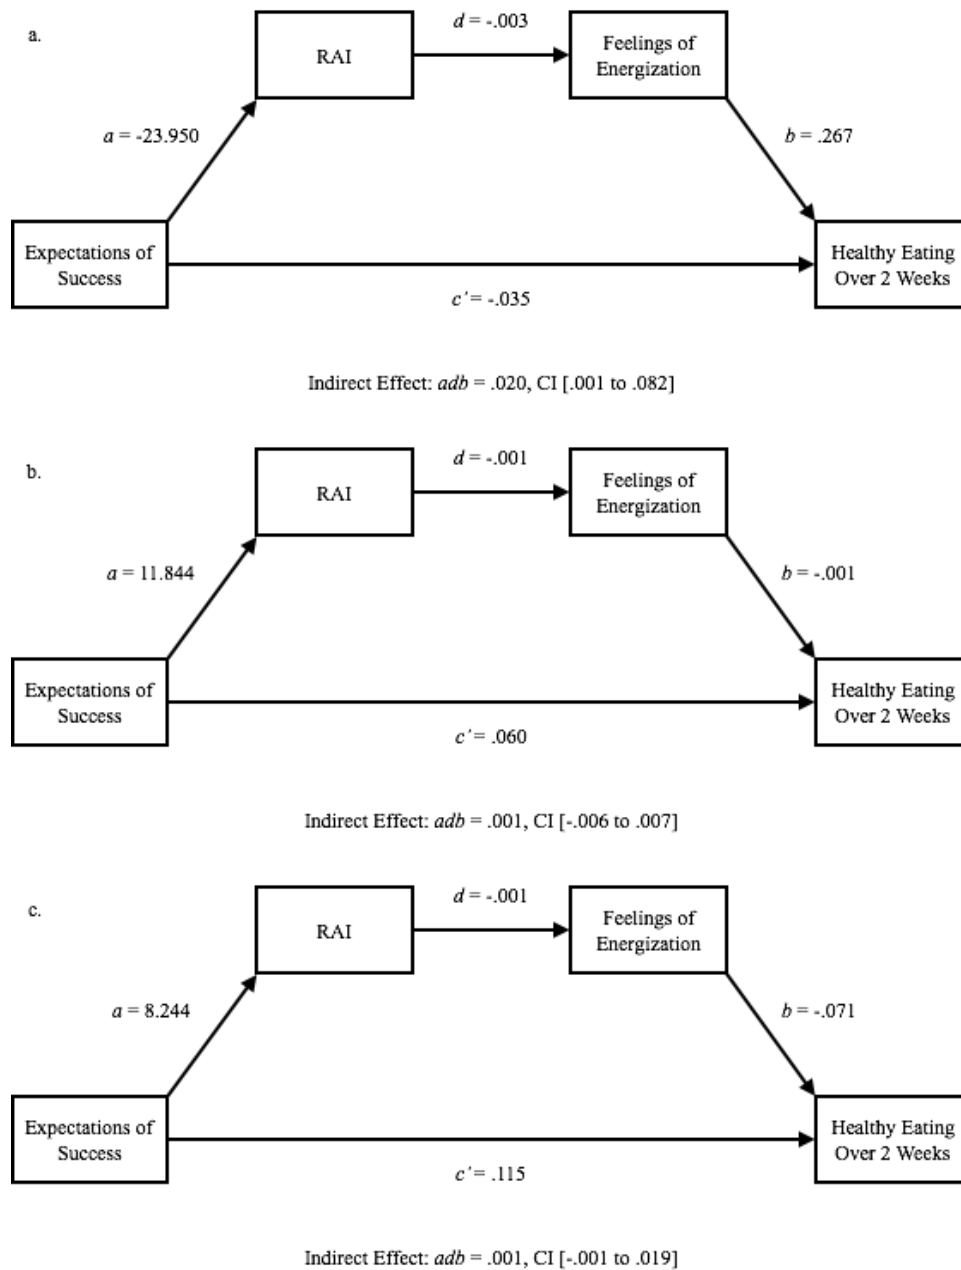 a.
d = -.003
RAI
Feelings of
Energization
a = -23.950
b = .267
Expectations of
Success
Healthy Eating
Over 2 Weeks
c' = -.035
Indirect Effect: adb = .020, CI [.001 to .082]
b.
d = -.001
RAI
Feelings of
Energization
a = 11.844
b = -.001
Expectations of
Success
Healthy Eating
Over 2 Weeks
c' = .060
Indirect Effect: adb = .001, CI [-.006 to .007]
c.
d = -.001
RAI
Feelings of
Energization
a = 8.244
b = -.071
Expectations of
Success
Healthy Eating
Over 2 Weeks
c' = .115
Indirect Effect: adb = .001, CI [-.001 to .019]